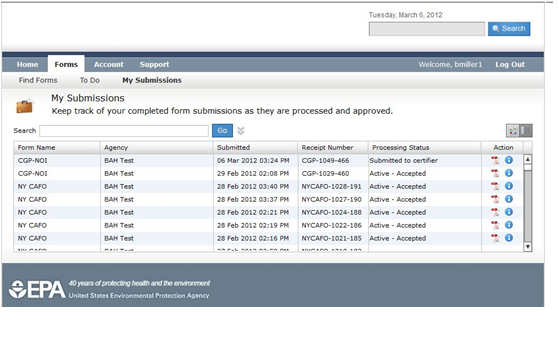 Tuesday, March 6, 2012
Search
Home Forms Account Support Welcome, bmiller1 Log Out
Find Forms To Do My Submissions
My Submissions
Keep track of your completed form submissions as they are processed and approved.
Search Go
Form Name Agency Submitted Receipt Number Processing Status Action
CGP-NOI BAH Test 06 Mar 2012 03:24 PM CGP-1049-466 Submitted to certifier
CGP-NOI BAH Test 29 Feb 2012 02:08 PM CGP-1029-460 Active - Accepted
NY CAFO BAH Test 28 Feb 2012 03:40 PM NYCAFO-1028-191 Active - Accepted
NY CAFO BAH Test 28 Feb 2012 03:37 PM NYCAFO-1027-190 Active - Accepted
NY CAFO BAH Test 28 Feb 2012 02:21 PM NYCAFO-1024-188 Active - Accepted
NY CAFO BAH Test 28 Feb 2012 02:19 PM NYCAFO-1022-186 Active - Accepted
NY CAFO BAH Test 28 Feb 2012 02:16 PM NYCAFO-1021-185 Active - Accepted
EPA 40 years of protecting health and the environment
United States Environmental Protection Agency